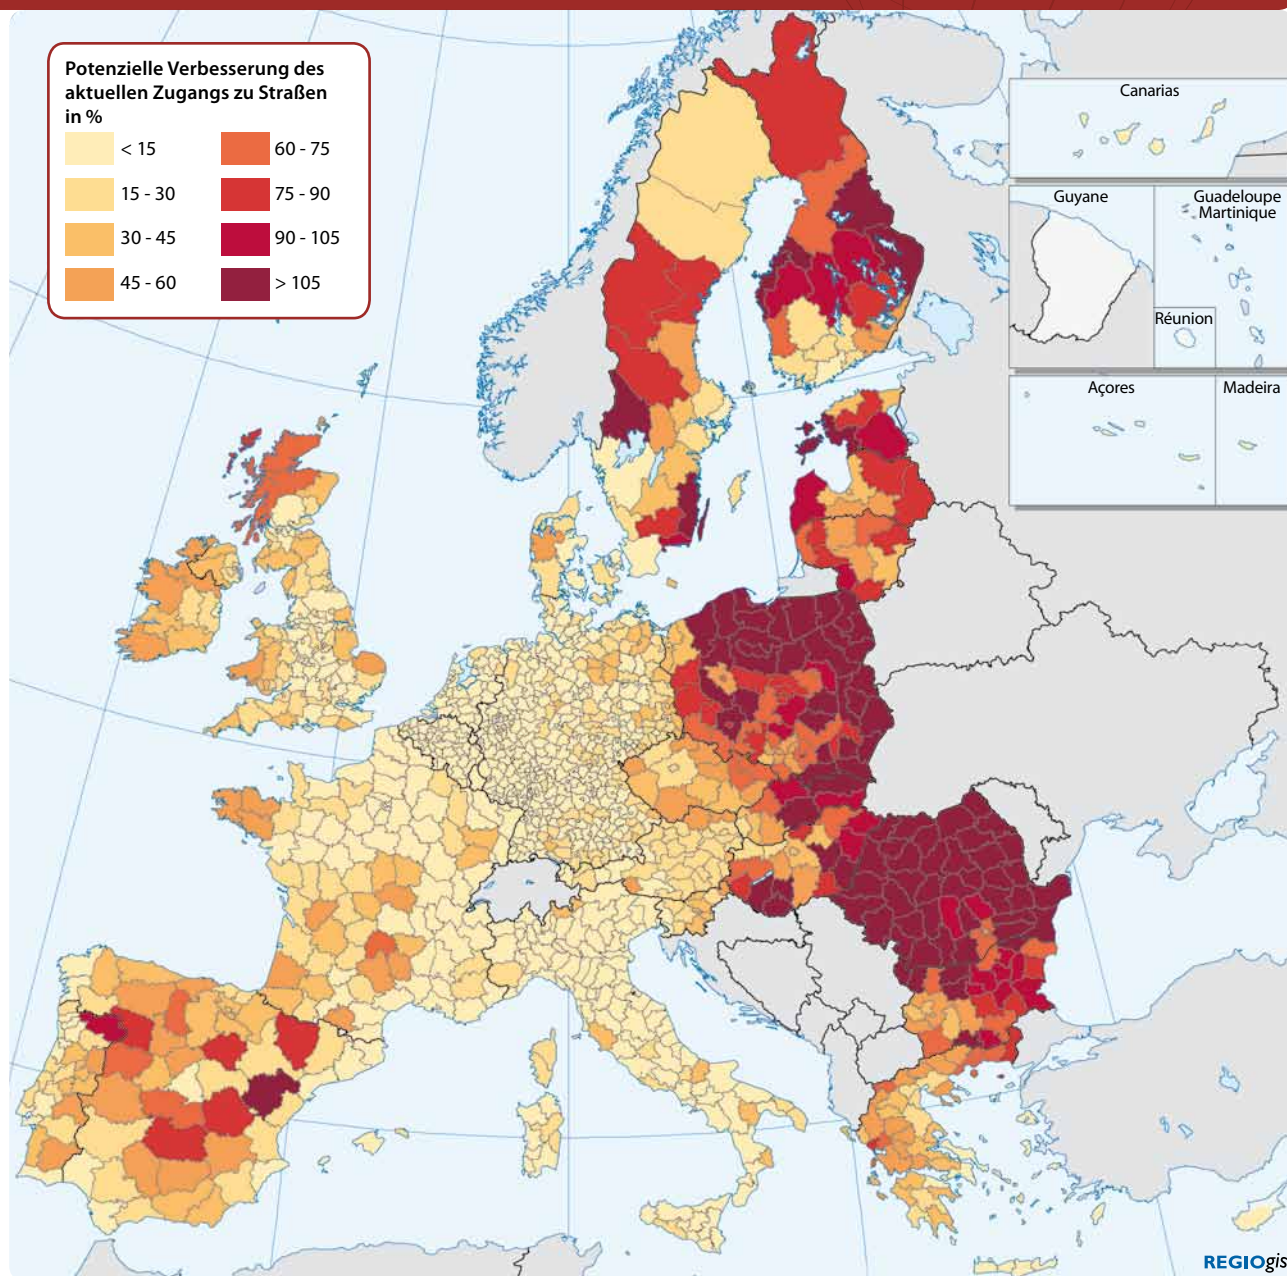 Potenzielle Verbesserung des
aktuellen Zugangs zu Straßen
in %
< 15
60 - 75
15 - 30
75 - 90
30 - 45
90 - 105
45 - 60
> 105
Canarias
Guyane
Guadeloupe
Martinique
Réunion
Açores
Madeira
REGIOgis